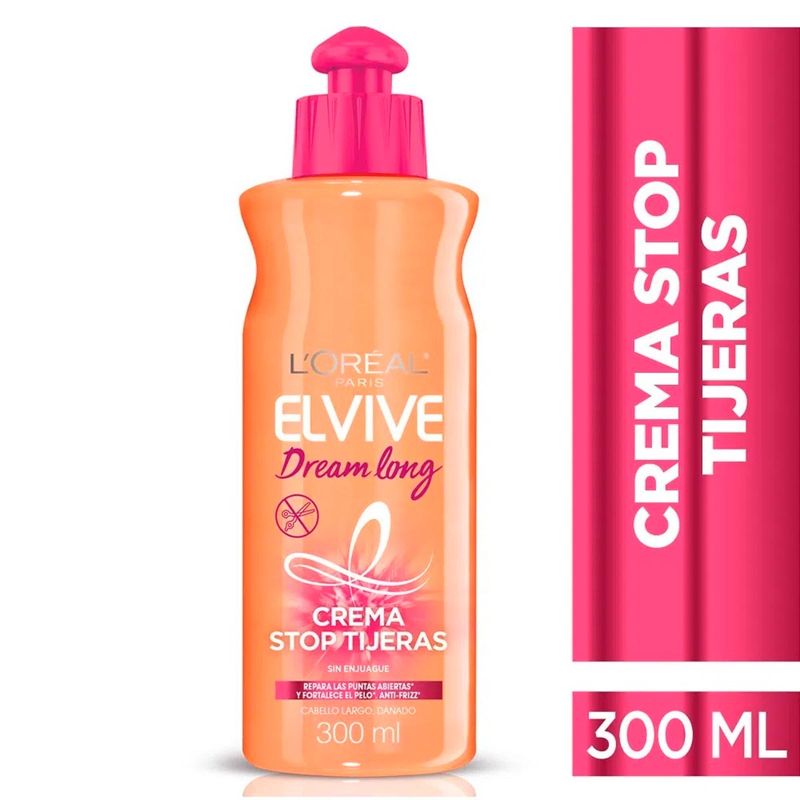 L'ORÉAL
PARIS
ELVIVE
Dream long
CREMA
STOP TIJERAS
SIN ENJUAGUE
REPARA LAS PUNTAS ABIERTAS*
Y FORTALECE EL PELO*. ANTI-FRIZZ*
CABELLO LARGO, DAÑADO
300 ml
CREMA STOP
TIJERAS
300 ML